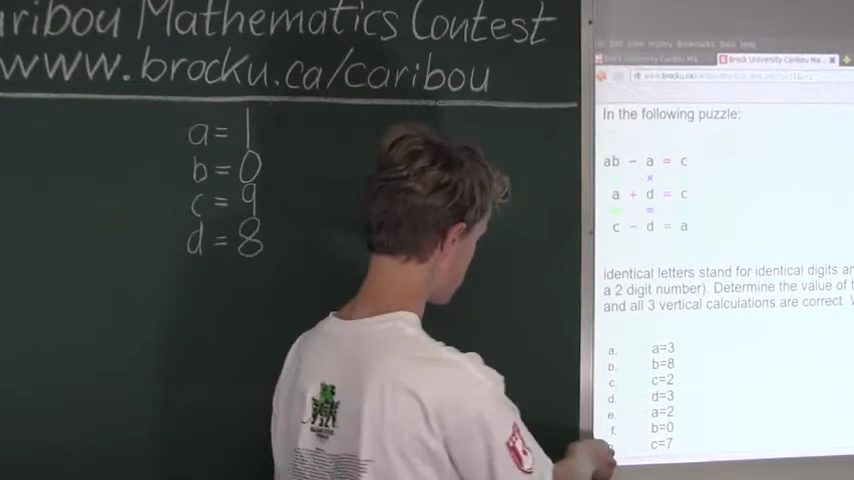 aribou Mathematics Contest
www.brocku.ca/caribou
a = 1
b = 0
c = 9
d = 8
In the following puzzle:
ab - a = c
×
a + d = c
=
c - d = a
identical letters stand for identical digits an
a 2 digit number). Determine the value of t
and all 3 vertical calculations are correct. W
a. a=3
b. b=8
c. c=2
d. d=3
e. a=2
f. b=0
c=7